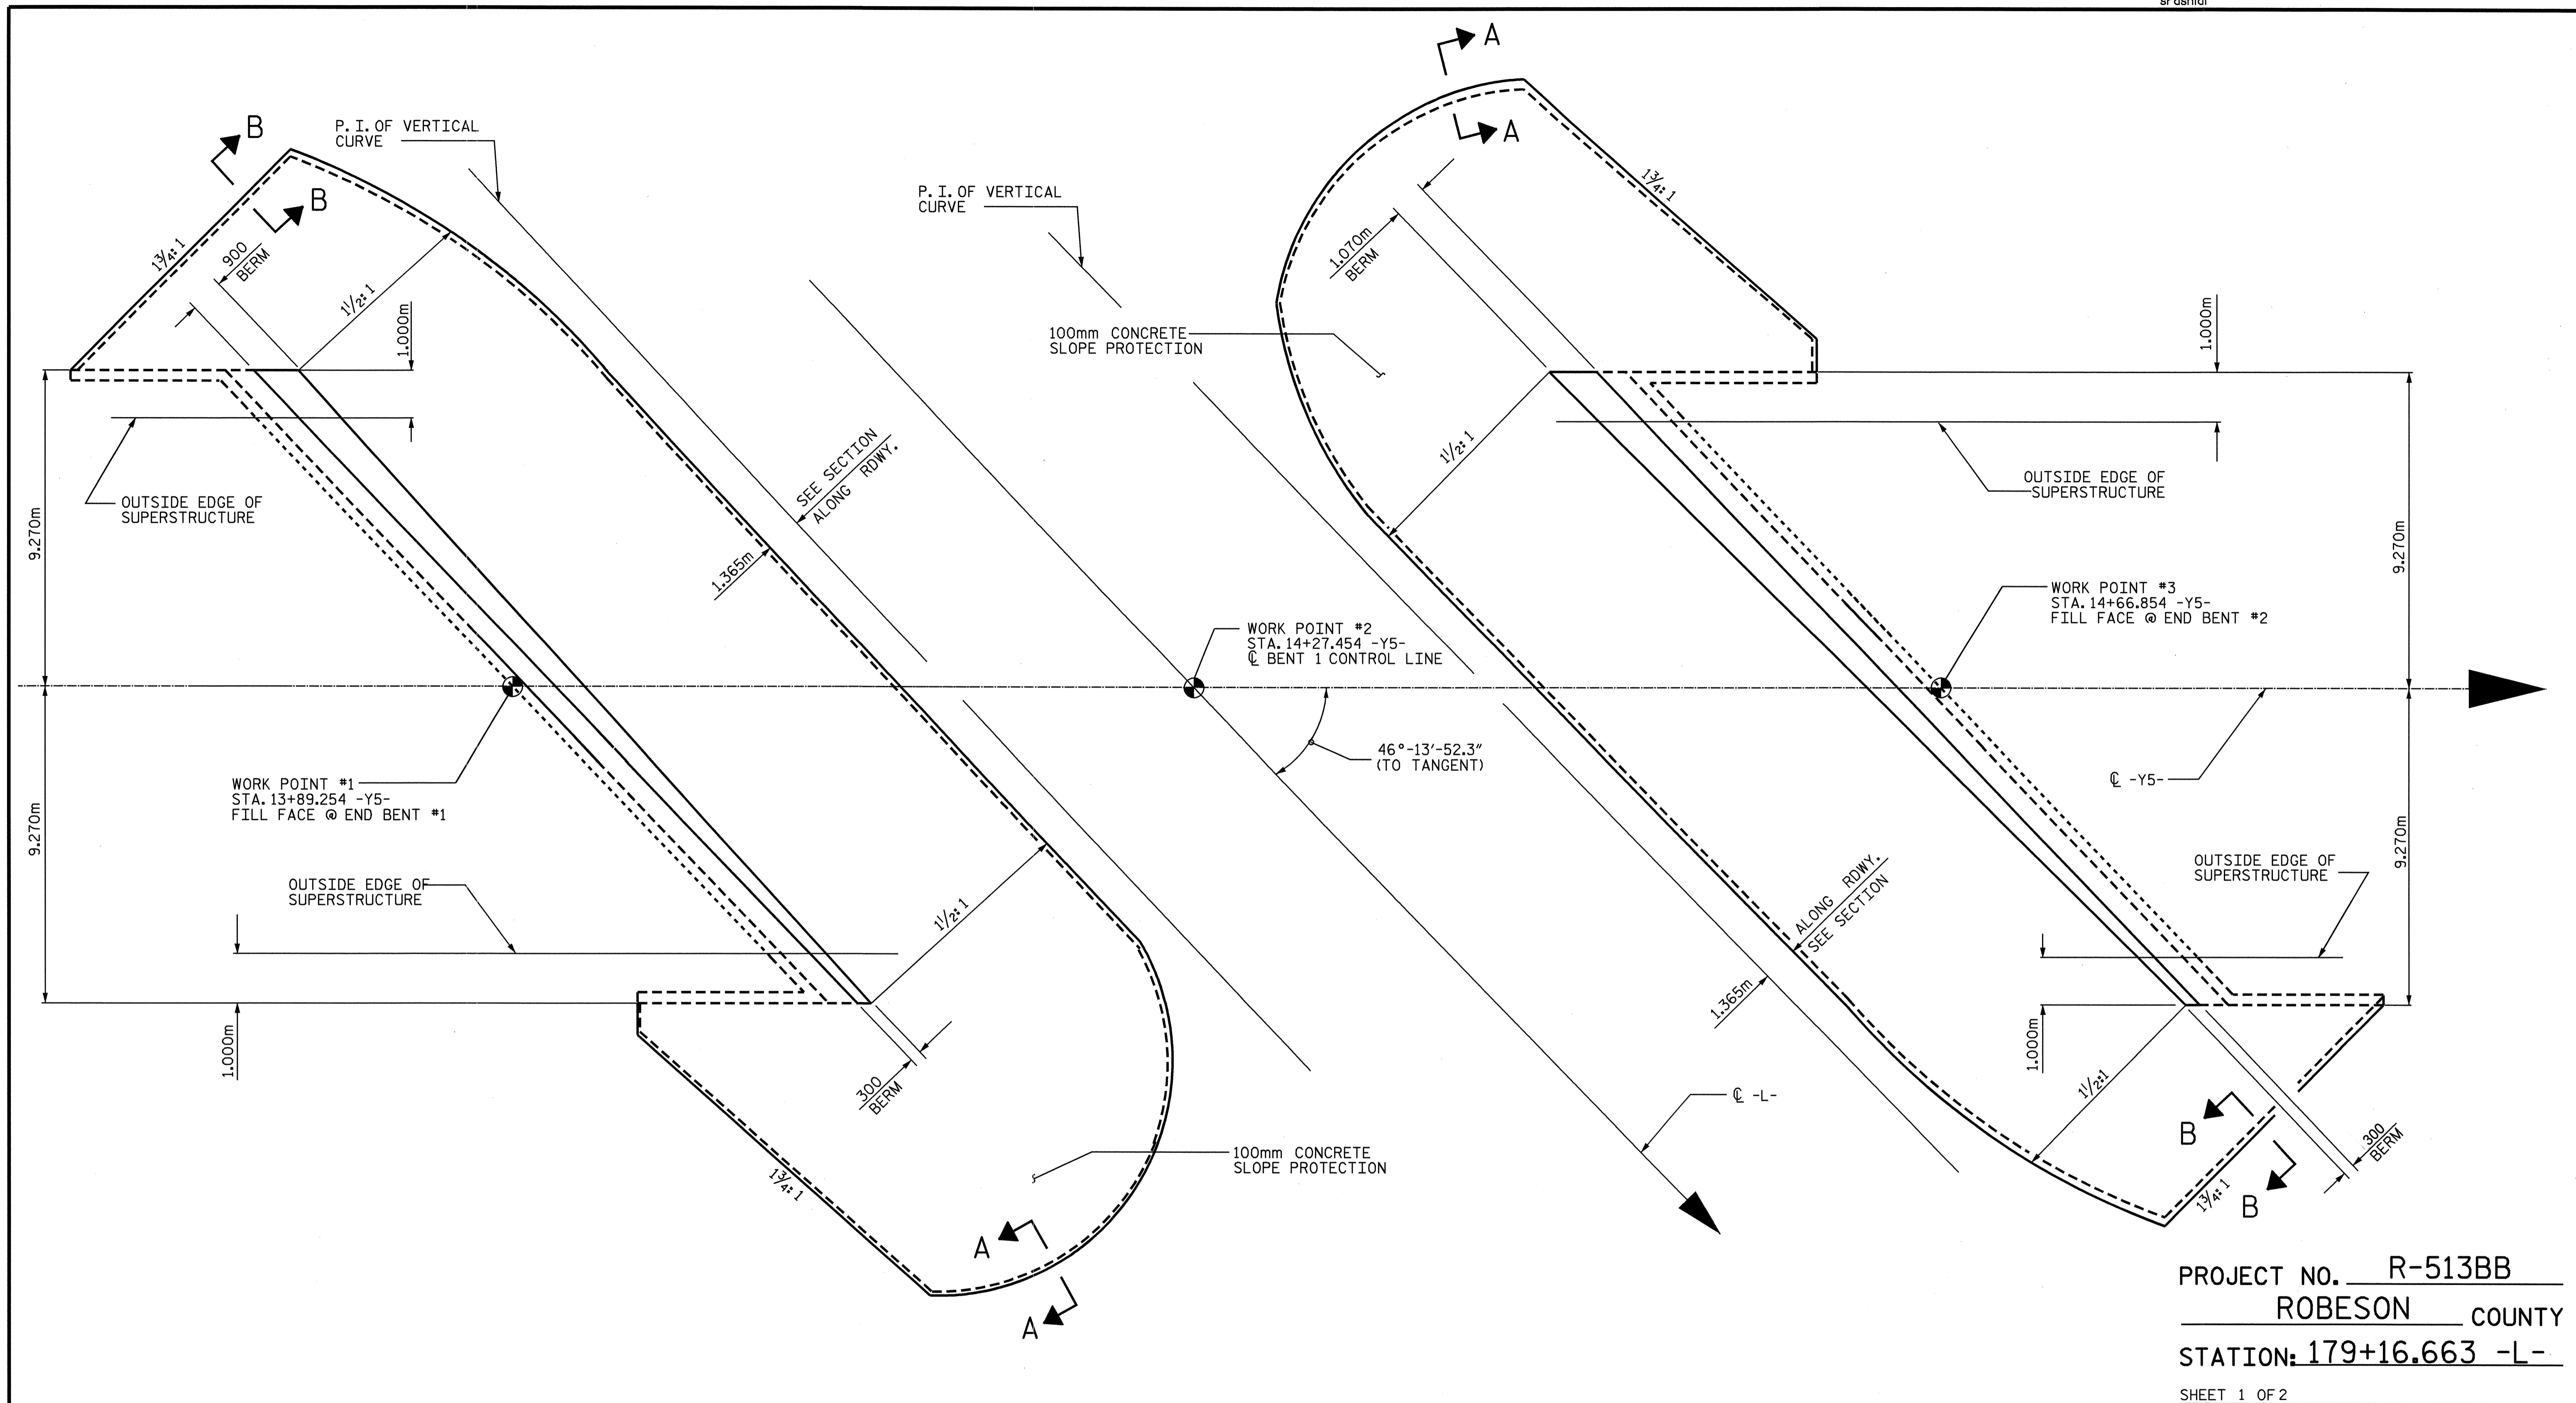 A
A
B
B
P.I. OF VERTICAL
CURVE
P.I. OF VERTICAL
CURVE
1¾:1
900
BERM
1½:1
1.000m
1.070m
BERM
1¾:1
100mm CONCRETE
SLOPE PROTECTION
1.000m
1½:1
SEE SECTION
ALONG RDWY.
OUTSIDE EDGE OF
SUPERSTRUCTURE
OUTSIDE EDGE OF
SUPERSTRUCTURE
9.270m
9.270m
1.365m
WORK POINT #3
STA. 14+66.854 -Y5-
FILL FACE @ END BENT #2
WORK POINT #2
STA. 14+27.454 -Y5-
℄ BENT 1 CONTROL LINE
46°-13'-52.3"
(TO TANGENT)
℄ -Y5-
WORK POINT #1
STA. 13+89.254 -Y5-
FILL FACE @ END BENT #1
9.270m
9.270m
OUTSIDE EDGE OF
SUPERSTRUCTURE
OUTSIDE EDGE OF
SUPERSTRUCTURE
1½:1
ALONG RDWY.
SEE SECTION
1.365m
1.000m
1.000m
300
BERM
℄ -L-
1½:1
B
B
300
BERM
100mm CONCRETE
SLOPE PROTECTION
1¾:1
1¾:1
A
A
PROJECT NO. R-513BB
ROBESON COUNTY
STATION: 179+16.663 -L-
SHEET 1 OF 2